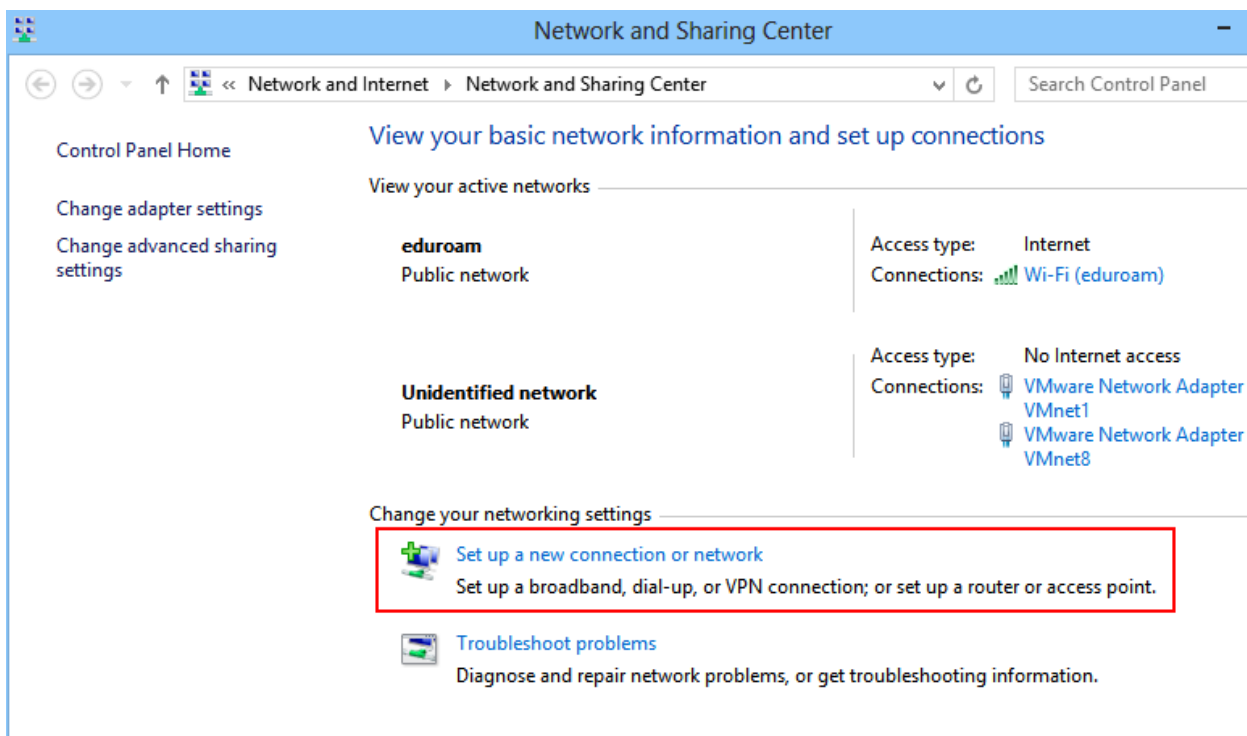 Network and Sharing Center
« Network and Internet ▸ Network and Sharing Center
Search Control Panel
Control Panel Home
Change adapter settings
Change advanced sharing
settings
View your basic network information and set up connections
View your active networks
eduroam
Public network
Access type: Internet
Connections: Wi-Fi (eduroam)
Unidentified network
Public network
Access type: No Internet access
Connections: VMware Network Adapter
VMnet1
VMware Network Adapter
VMnet8
Change your networking settings
Set up a new connection or network
Set up a broadband, dial-up, or VPN connection; or set up a router or access point.
Troubleshoot problems
Diagnose and repair network problems, or get troubleshooting information.